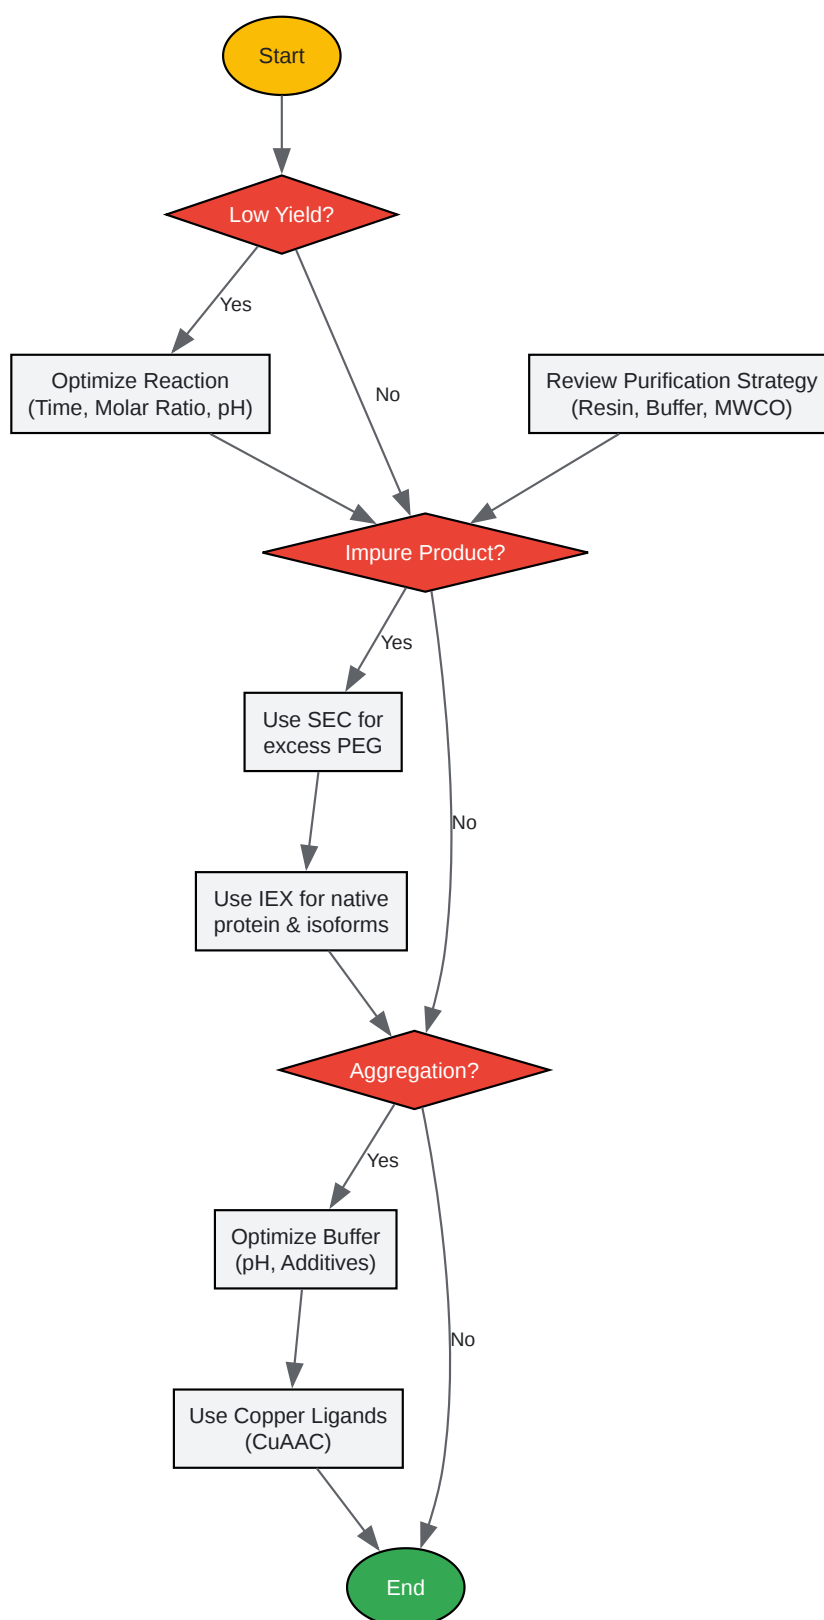 Start
Low Yield?
Yes
Optimize Reaction
(Time, Molar Ratio, pH)
No
Review Purification Strategy
(Resin, Buffer, MWCO)
Impure Product?
Yes
Use SEC for
excess PEG
No
Use IEX for native
protein & isoforms
Aggregation?
Yes
Optimize Buffer
(pH, Additives)
No
Use Copper Ligands
(CuAAC)
End